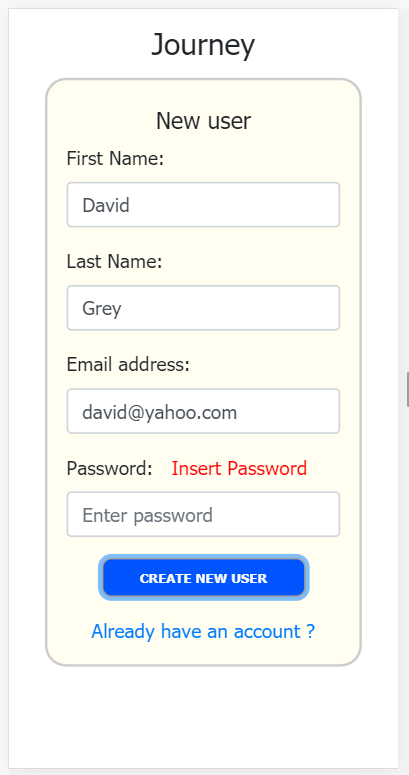 Journey
New user
First Name:
David
Last Name:
Grey
Email address:
david@yahoo.com
Password: Insert Password
Enter password
CREATE NEW USER
Already have an account ?